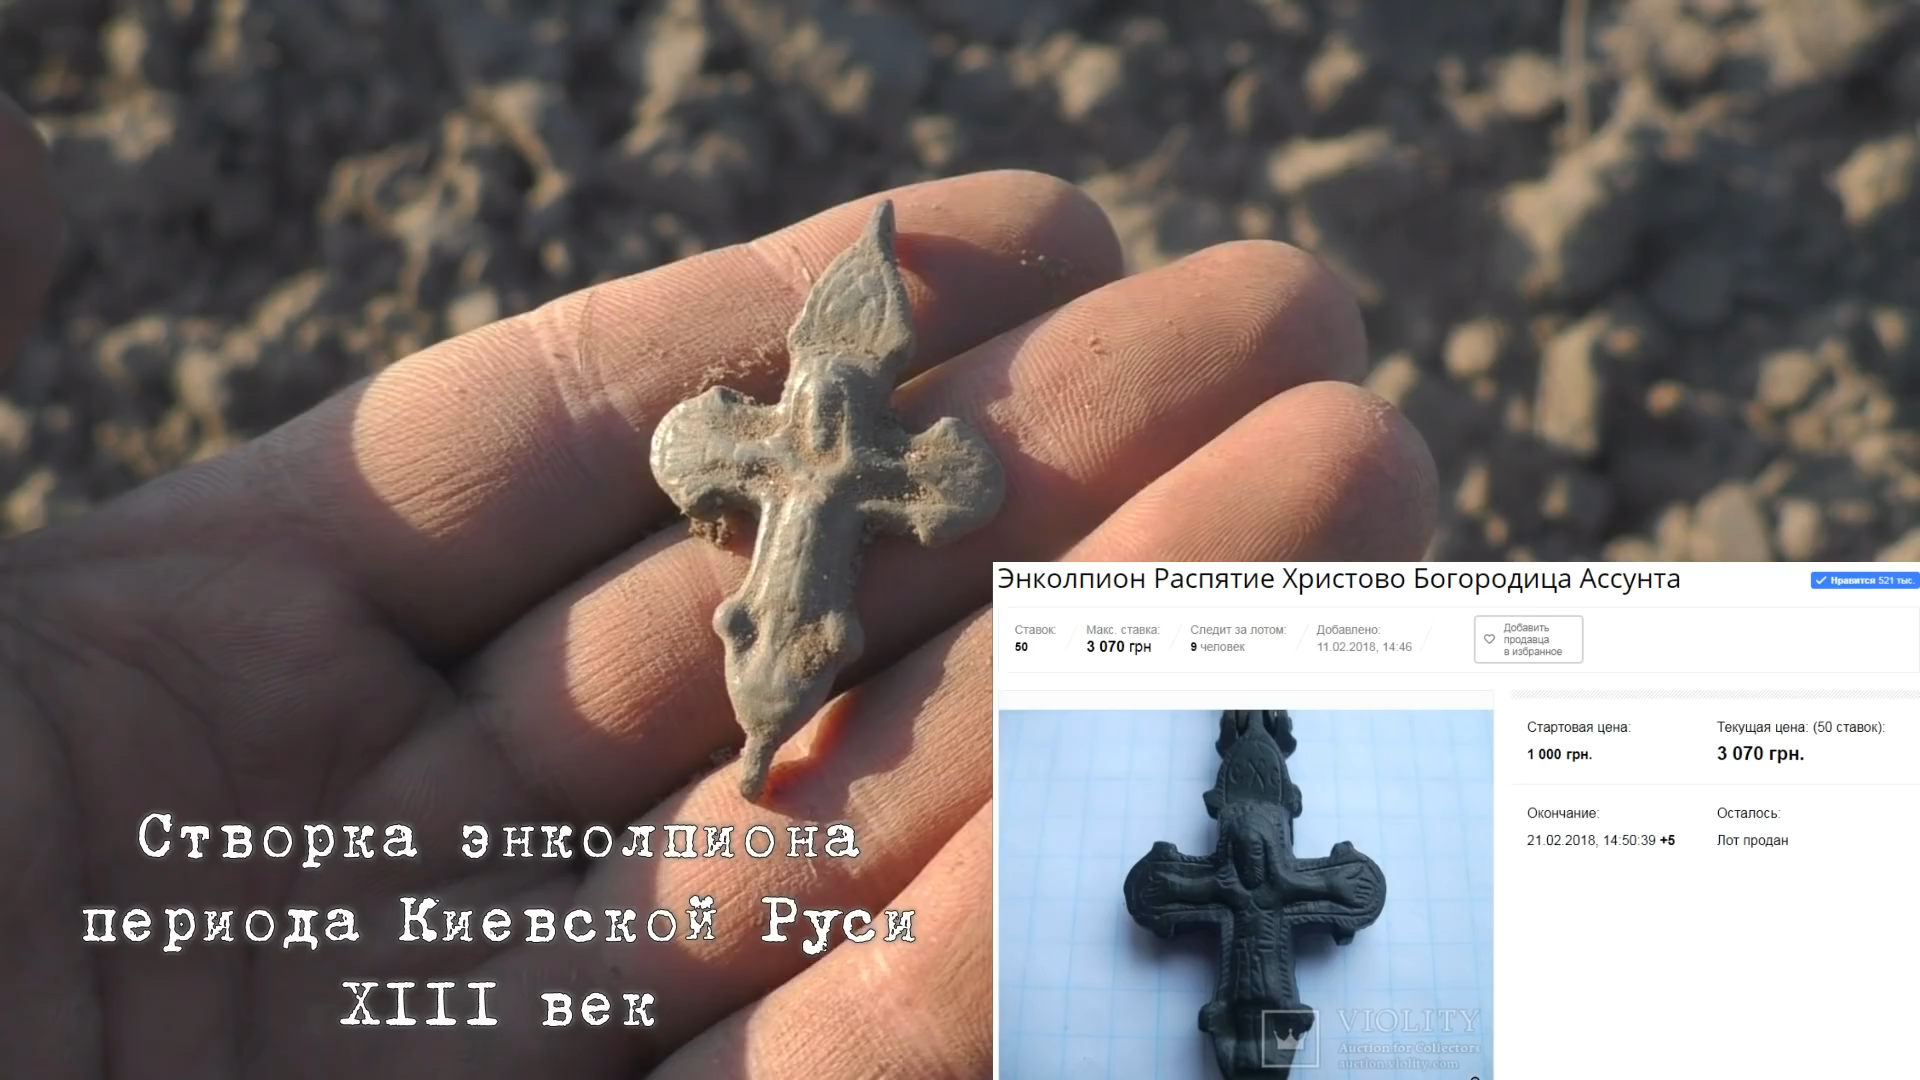 Створка энколпиона
периода Киевской Руси
XIII век
Энколпион Распятие Христово Богородица Ассунта
Нравится 521 тыс.
Ставок:
50
Макс. ставка:
3 070 грн
Следит за лотом:
9 человек
Добавлено:
11.02.2018, 14:46
Добавить
продавца
в избранное
Стартовая цена:
1 000 грн.
Текущая цена: (50 ставок):
3 070 грн.
Окончание:
21.02.2018, 14:50:39 +5
Осталось:
Лот продан
VIOLITY
Auction for Collectors
auction.violity.com